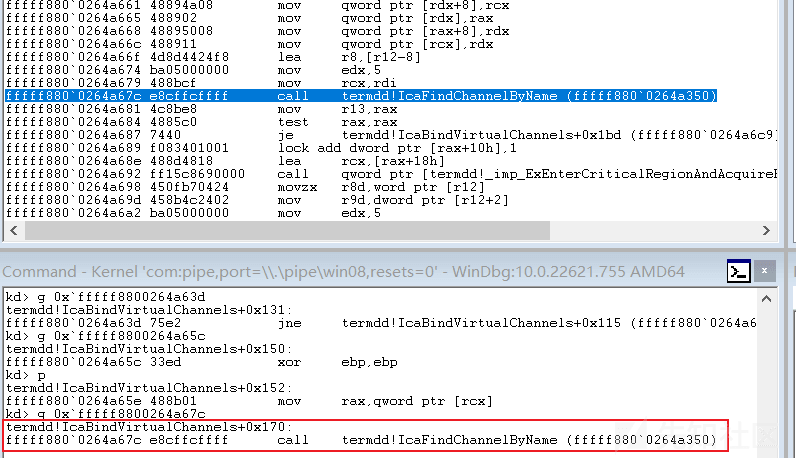 fffff880`0264a661 48894a08 mov qword ptr [rdx+8],rcx
fffff880`0264a665 488902 mov qword ptr [rdx],rax
fffff880`0264a668 48895008 mov qword ptr [rax+8],rdx
fffff880`0264a66c 488911 mov qword ptr [rcx],rdx
fffff880`0264a66f 4d8d4424f8 lea r8,[r12-8]
fffff880`0264a674 ba05000000 mov edx,5
fffff880`0264a679 488bcf mov rcx,rdi
fffff880`0264a67c e8cffcffff call termdd!IcaFindChannelByName (fffff880`0264a350)
fffff880`0264a681 4c8be8 mov r13,rax
fffff880`0264a684 4885c0 test rax,rax
fffff880`0264a687 7440 je termdd!IcaBindVirtualChannels+0x1bd (fffff880`0264a6c9)
fffff880`0264a689 f083401001 lock add dword ptr [rax+10h],1
fffff880`0264a68e 488d4818 lea rcx,[rax+18h]
fffff880`0264a692 ff15c8690000 call qword ptr [termdd!_imp_ExEnterCriticalRegionAndAcquireF
fffff880`0264a698 450fb70424 movzx r8d,word ptr [r12]
fffff880`0264a69d 458b4c2402 mov r9d,dword ptr [r12+2]
fffff880`0264a6a2 ba05000000 mov edx,5
Command - Kernel 'com:pipe,port=\\.\pipe\win08,resets=0' - WinDbg:10.0.22621.755 AMD64
kd> g 0x`fffff8800264a63d
termdd!IcaBindVirtualChannels+0x131:
fffff880`0264a63d 75e2 jne termdd!IcaBindVirtualChannels+0x115 (fffff880`0264a6
kd> g 0x`fffff8800264a65c
termdd!IcaBindVirtualChannels+0x150:
fffff880`0264a65c 33ed xor ebp,ebp
kd> p
termdd!IcaBindVirtualChannels+0x152:
fffff880`0264a65e 488b01 mov rax,qword ptr [rcx]
kd> g 0x`fffff8800264a67c
termdd!IcaBindVirtualChannels+0x170:
fffff880`0264a67c e8cffcffff call termdd!IcaFindChannelByName (fffff880`0264a350)